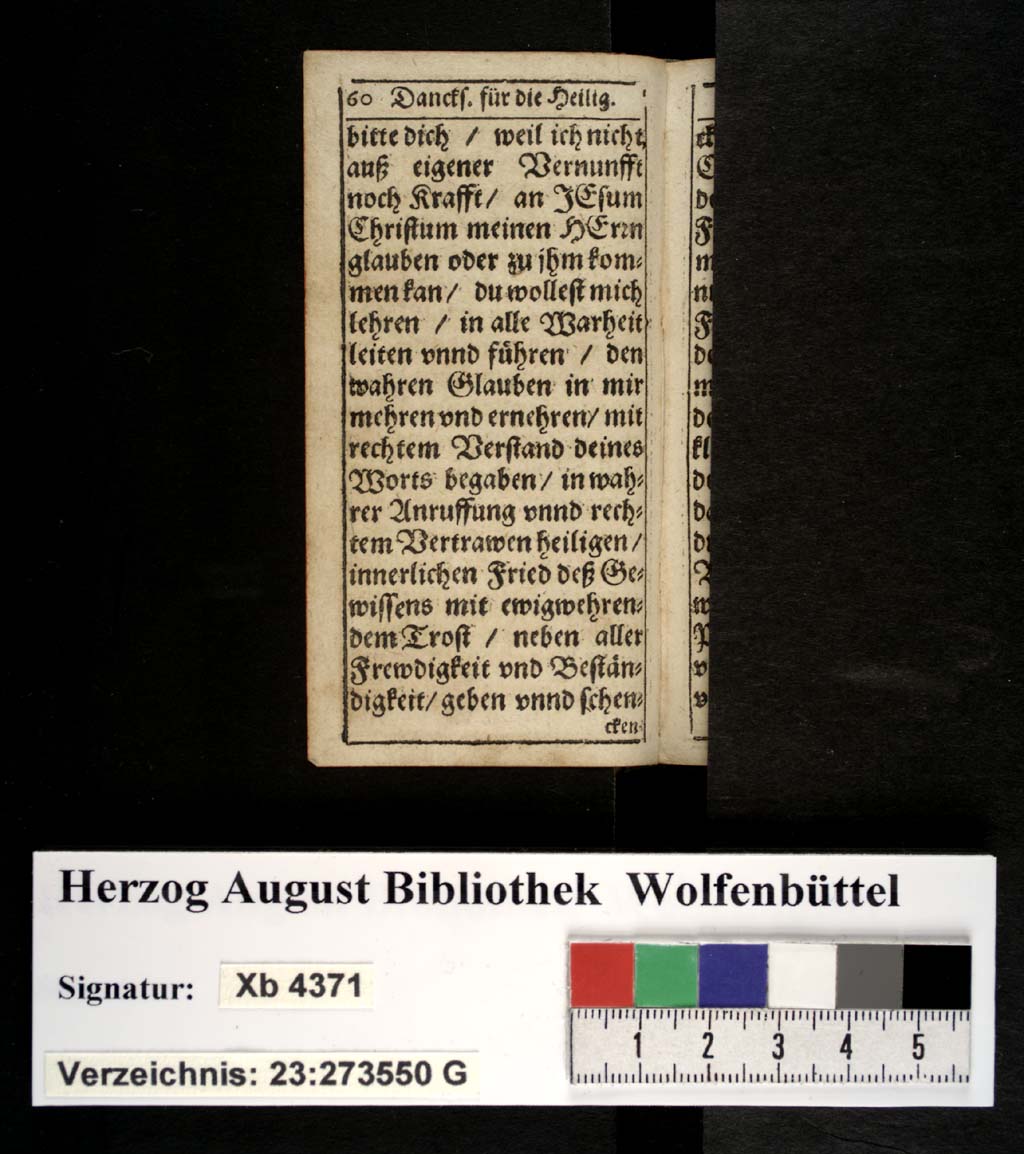 60 Dancks. für die Heilig.
bitte dich / weil ich nicht
auß eigener Vernunfft
noch Krafft / an JEsum
Christum meinen HErꝛn
glauben oder zu jhm kom⸗
men kan / du wollest mich
lehren / in alle Warheit
leiten vnnd führen / den
wahren Glauben in mir
mehren vnd ernehren / mit
rechtem Verstand deines
Worts begaben / in wah⸗
rer Anruffung vnnd rech⸗
tem Vertrawen heiligen /
innerlichen Fried deß Ge⸗
wissens mit ewigwehren⸗
dem Trost / neben aller
Frewdigkeit vnd Bestän⸗
digkeit / geben vnnd schen⸗
cken
Herzog August Bibliothek Wolfenbüttel
Signatur: Xb 4371
Verzeichnis: 23:273550 G
1 2 3 4 5